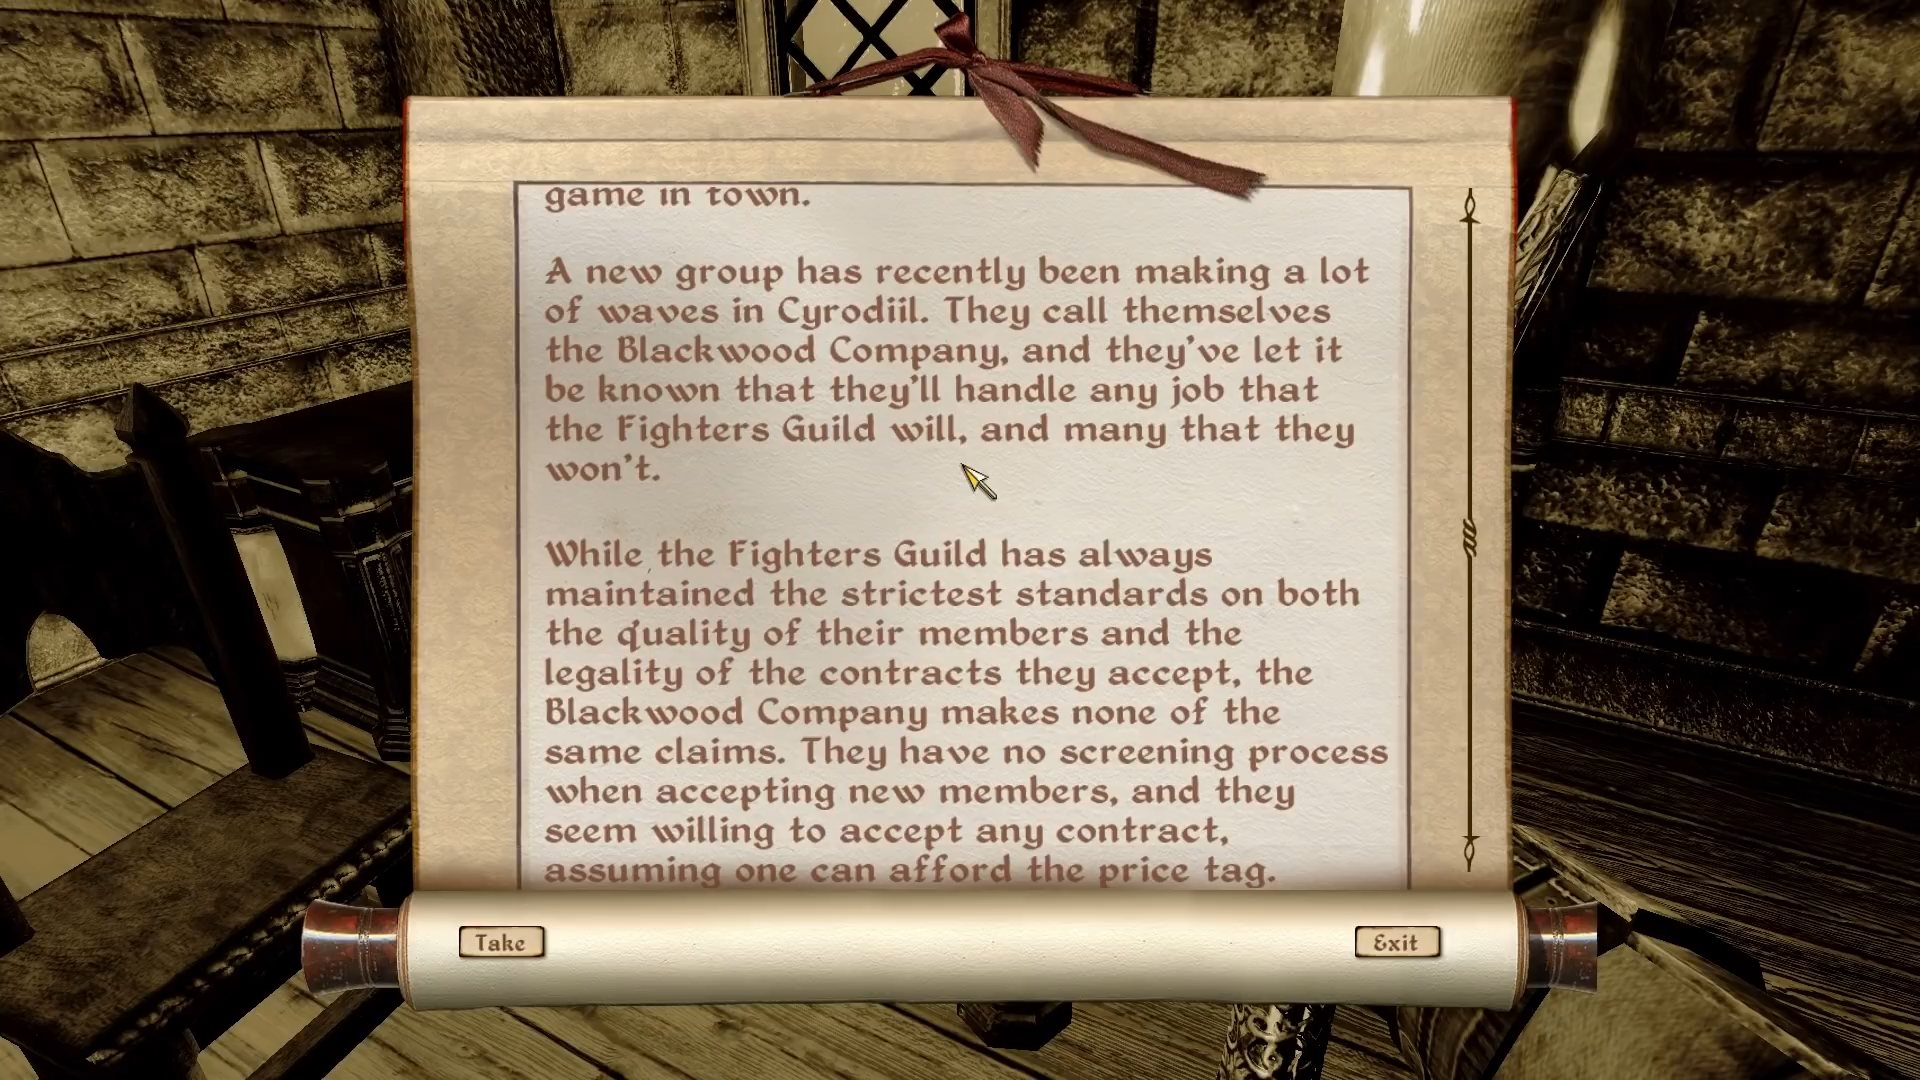 game in town.
A new group has recently been making a lot
of waves in Cyrodiil. They call themselves
the Blackwood Company, and they've let it
be known that they'll handle any job that
the Fighters Guild will, and many that they
won't.
While the Fighters Guild has always
maintained the strictest standards on both
the quality of their members and the
legality of the contracts they accept, the
Blackwood Company makes none of the
same claims. They have no screening process
when accepting new members, and they
seem willing to accept any contract,
assuming one can afford the price tag.
Take
Exit